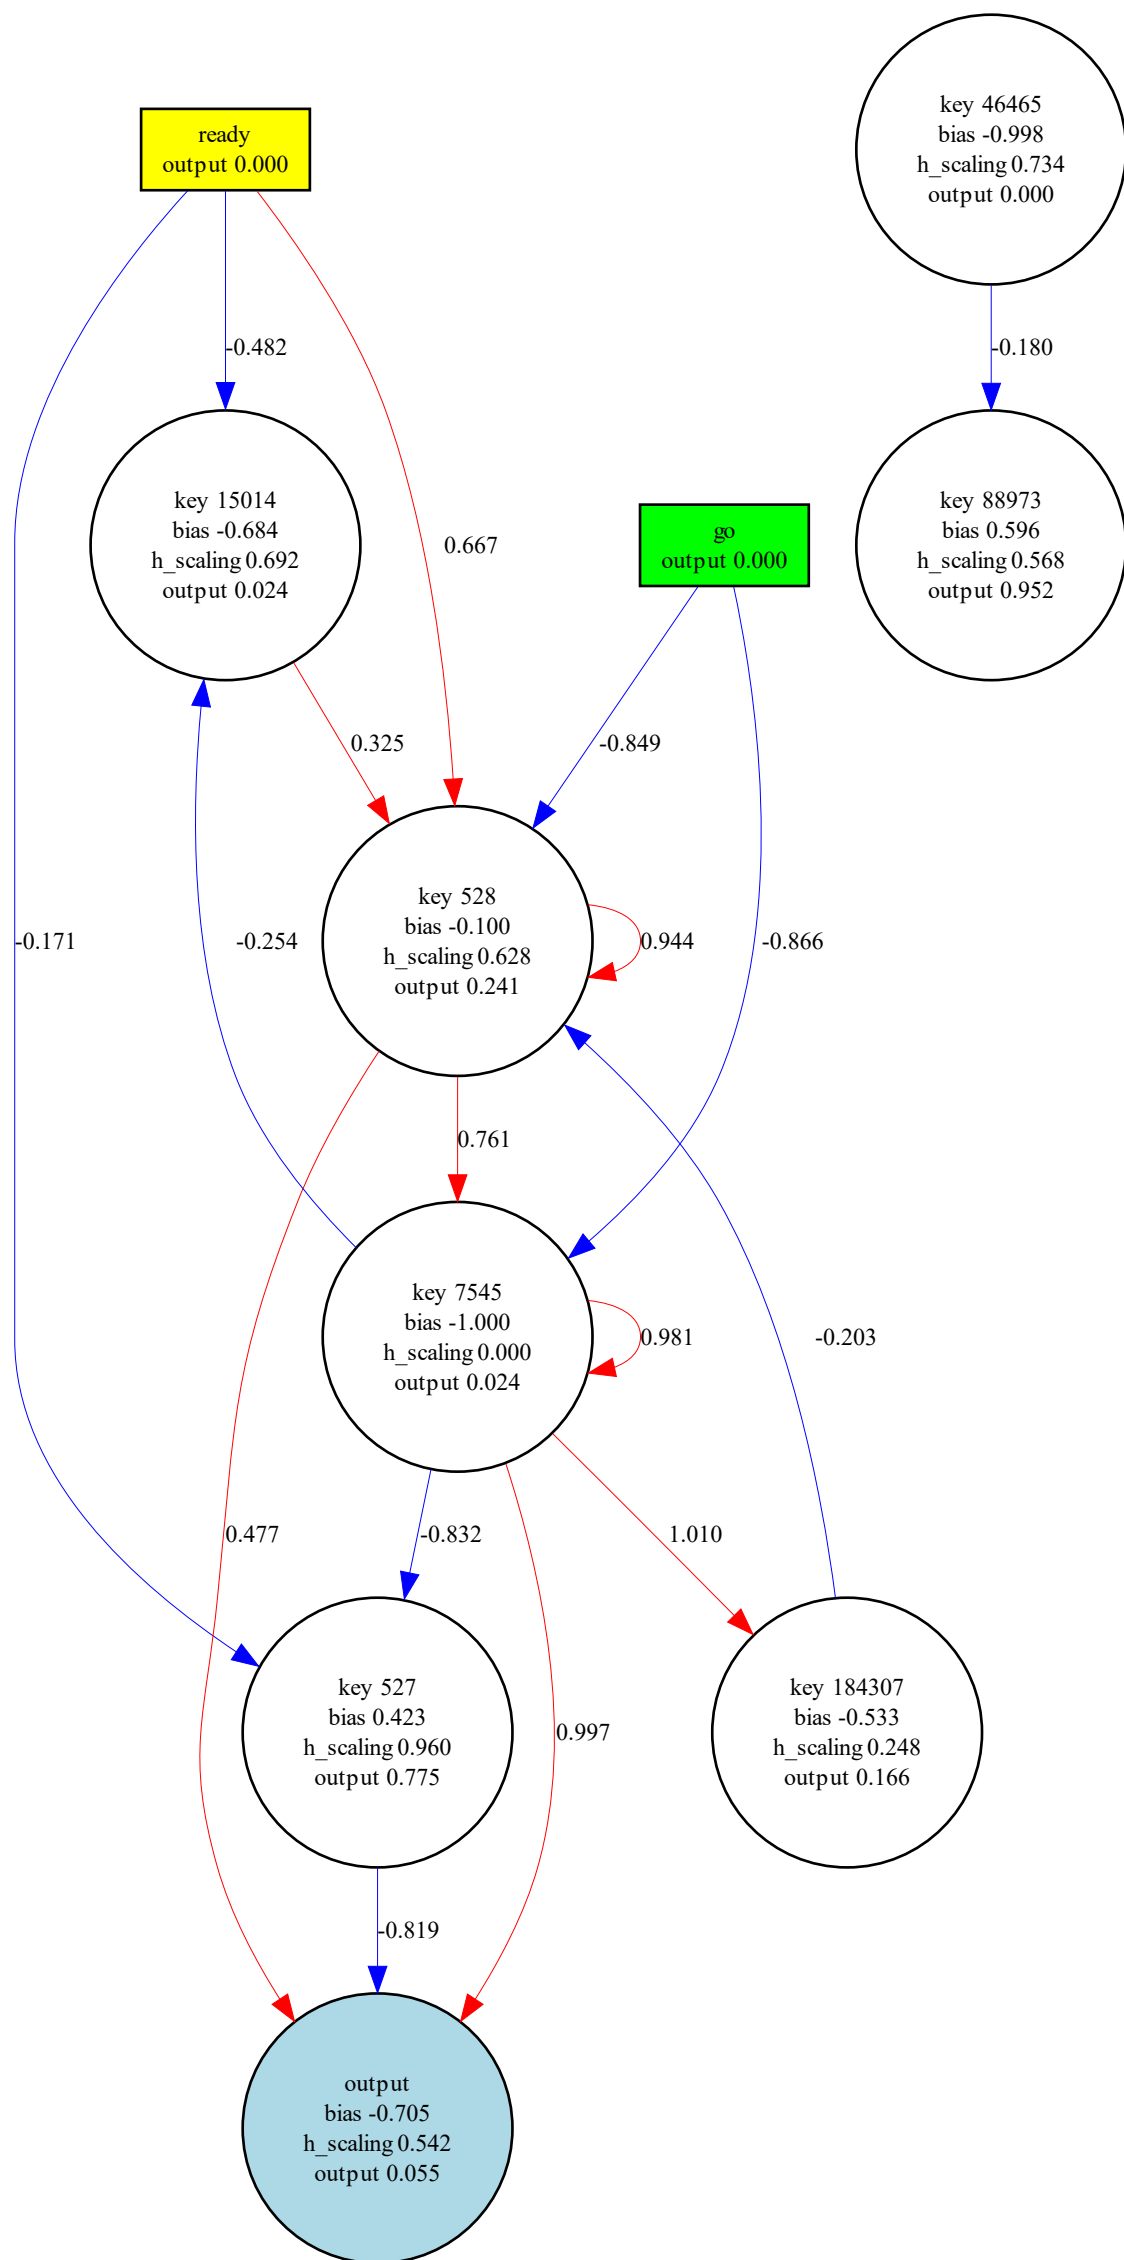 key 46465
bias -0.998
h_scaling 0.734
output 0.000
ready
output 0.000
-0.482
-0.180
key 15014
bias -0.684
h_scaling 0.692
output 0.024
0.667
go
output 0.000
key 88973
bias 0.596
h_scaling 0.568
output 0.952
0.325
-0.849
key 528
bias -0.100
h_scaling 0.628
output 0.241
-0.171
-0.254
0.944
-0.866
0.761
key 7545
bias -1.000
h_scaling 0.000
output 0.024
0.981
-0.203
0.477
-0.832
1.010
key 527
bias 0.423
h_scaling 0.960
output 0.775
0.997
key 184307
bias -0.533
h_scaling 0.248
output 0.166
-0.819
output
bias -0.705
h_scaling 0.542
output 0.055